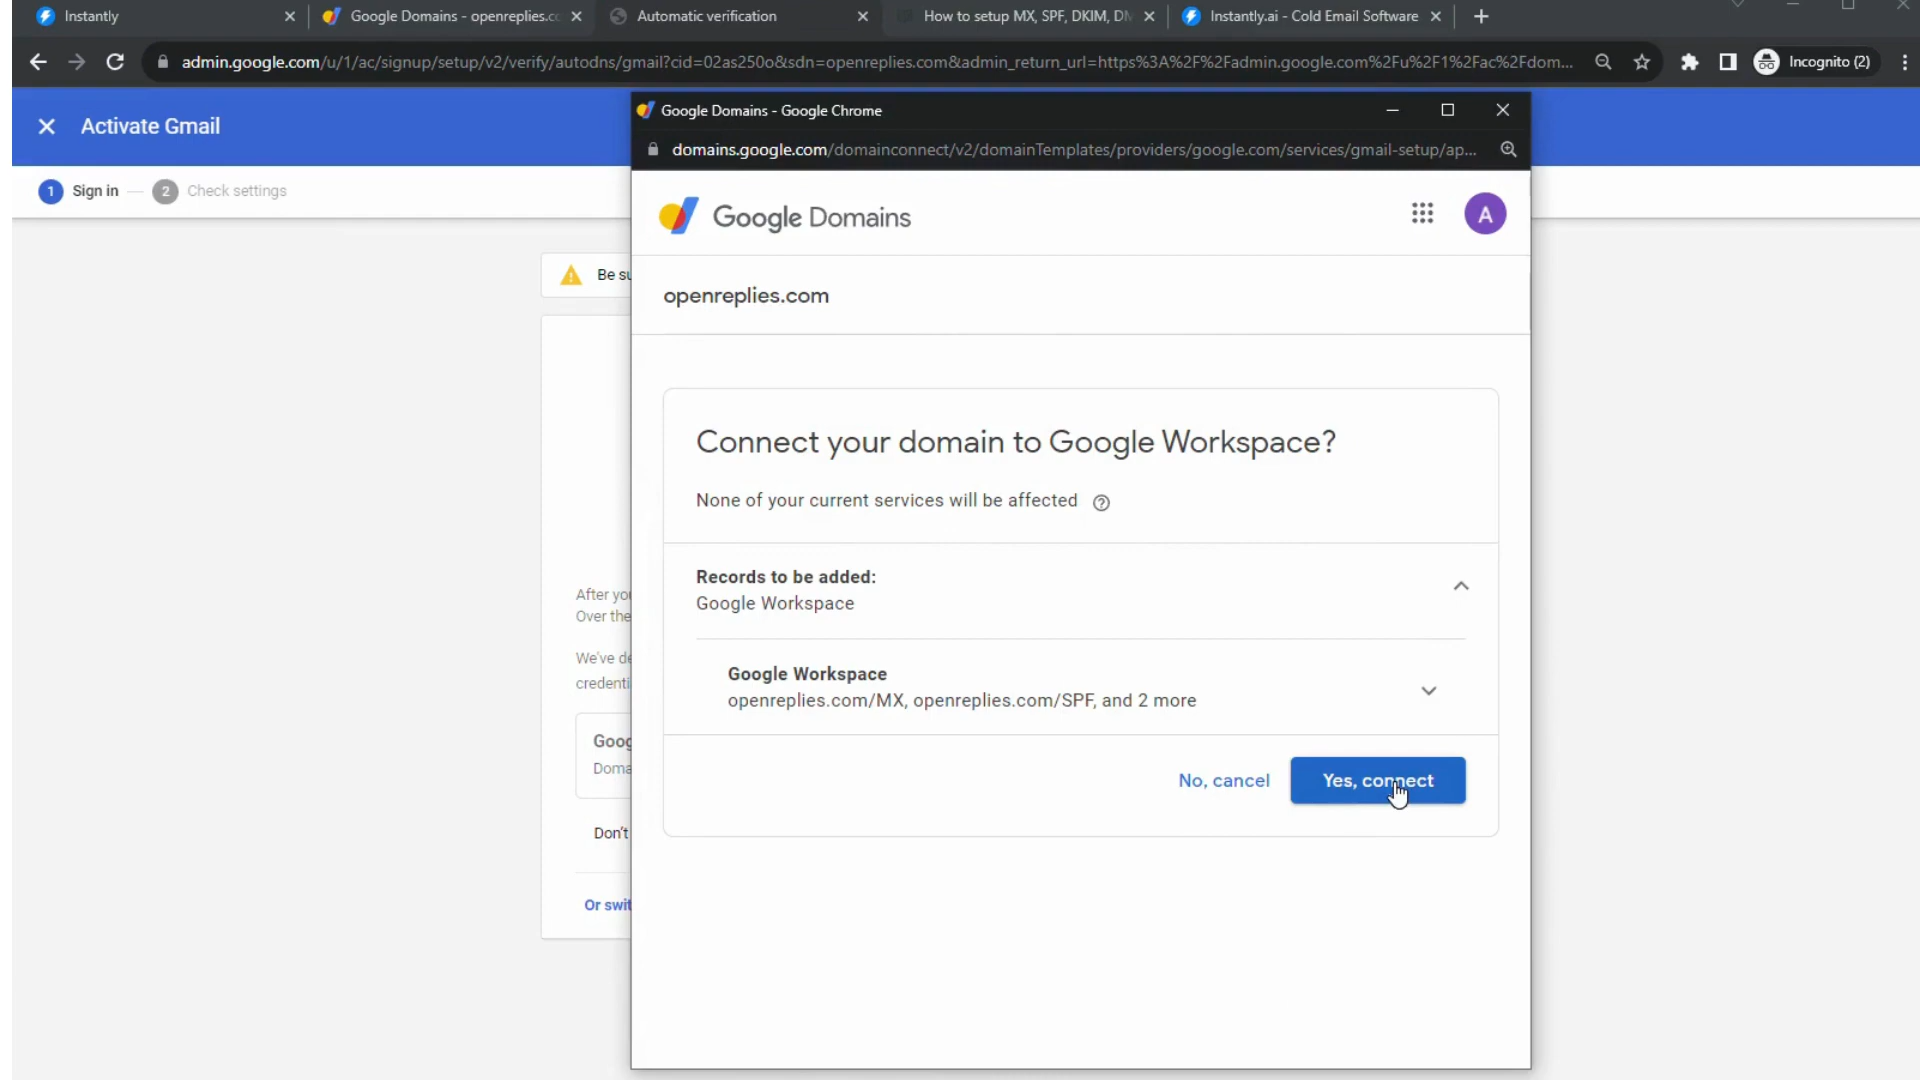 Instantly
Google Domains - openreplies.cc
Automatic verification
How to setup MX, SPF, DKIM, DM
Instantly.ai - Cold Email Software
admin.google.com/u/1/ac/signup/setup/v2/verify/autodns/gmail?cid=02as250o&sdn=openreplies.com&admin_return_url=https%3A%2F%2Fadmin.google.com%2Fu%2F1%2Fac%2Fdom...
Incognito (2)
Activate Gmail
Google Domains - Google Chrome
domains.google.com/domainconnect/v2/domainTemplates/providers/google.com/services/gmail-setup/ap...
1 Sign in
2 Check settings
Google Domains
A
Be su
openreplies.com
Connect your domain to Google Workspace?
None of your current services will be affected
Records to be added:
Google Workspace
After you
Over the
We've de
credenti
Google Workspace
openreplies.com/MX, openreplies.com/SPF, and 2 more
Goog
Doma
No, cancel
Yes, connect
Don't
Or swit